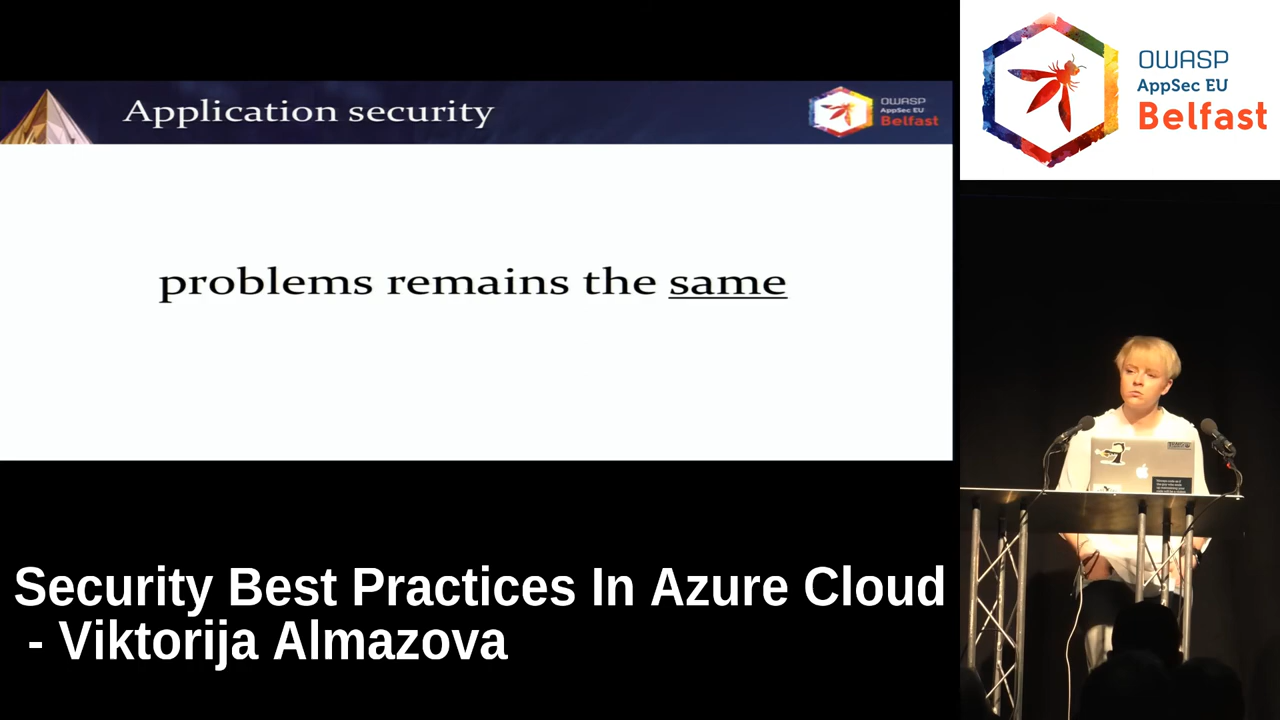 Application security
OWASP
AppSec EU
Belfast
problems remains the same
Security Best Practices In Azure Cloud
- Viktorija Almazova
OWASP
AppSec EU
Belfast